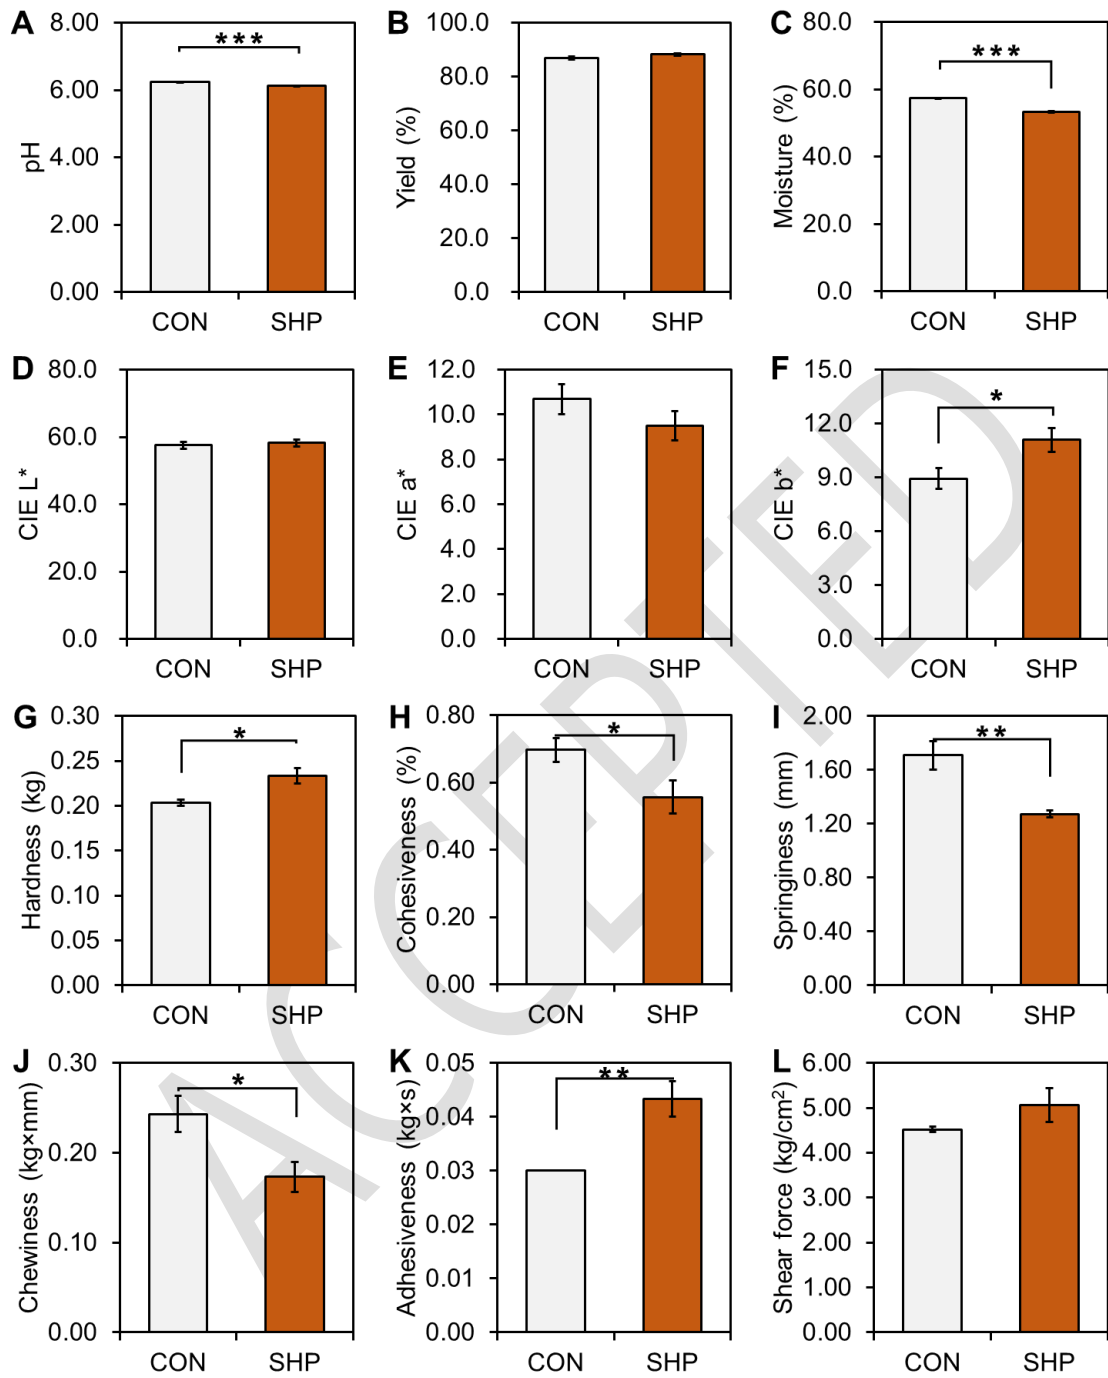 A
pH
8.00
6.00
4.00
2.00
0.00
***
CON SHP
B
Yield (%)
100.0
80.0
60.0
40.0
20.0
0.0
CON SHP
C
Moisture (%)
80.0
60.0
40.0
20.0
0.0
***
CON SHP
D
CIE L*
80.0
60.0
40.0
20.0
0.0
CON SHP
E
CIE a*
12.0
10.0
8.0
6.0
4.0
2.0
0.0
CON SHP
F
CIE b*
15.0
12.0
9.0
6.0
3.0
0.0
*
CON SHP
G
Hardness (kg)
0.30
0.25
0.20
0.15
0.10
0.05
0.00
*
CON SHP
H
Cohesiveness (%)
0.80
0.60
0.40
0.20
0.00
*
CON SHP
I
Springiness (mm)
2.00
1.60
1.20
0.80
0.40
0.00
**
CON SHP
J
Chewiness (kg×mm)
0.30
0.20
0.10
0.00
*
CON SHP
K
Adhesiveness (kg×s)
0.05
0.04
0.03
0.02
0.01
0.00
**
CON SHP
L
Shear force (kg/cm²)
6.00
5.00
4.00
3.00
2.00
1.00
0.00
CON SHP
ACCEPTED